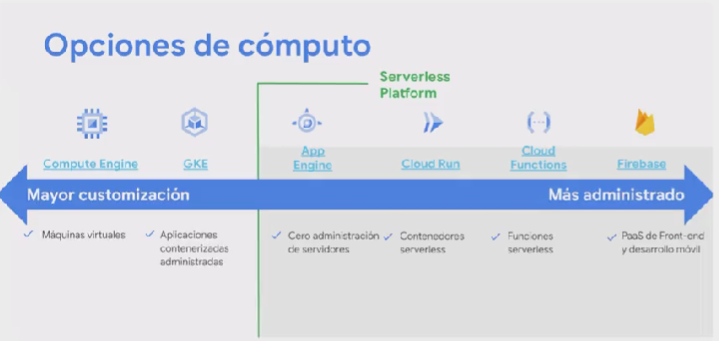 Opciones de cómputo
Serverless
Platform
Compute Engine
GKE
App
Engine
Cloud Run
Cloud
Functions
Firebase
Mayor customización
Más administrado
Máquinas virtuales
Aplicaciones
contenerizadas
administradas
Cero administración
de servidores
Contenedores
serverless
Funciones
serverless
PaaS de Front-end
y desarrollo móvil